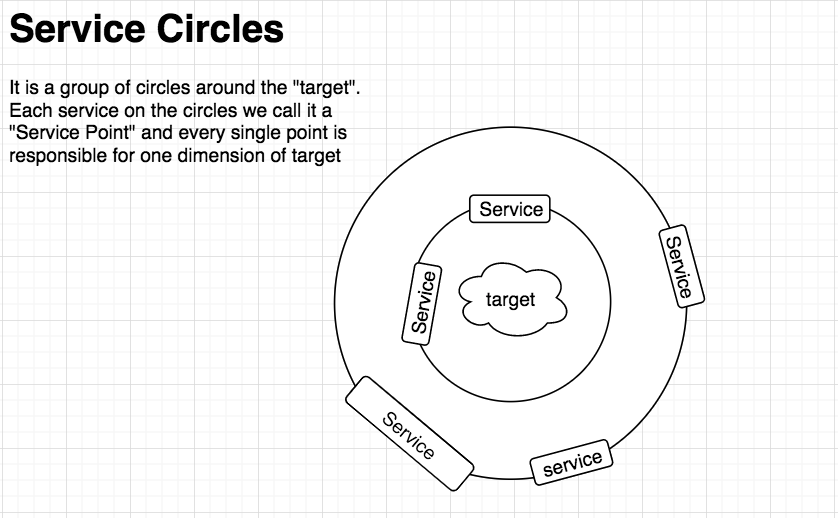 Service Circles
It is a group of circles around the "target".
Each service on the circles we call it a
"Service Point" and every single point is
responsible for one dimension of target
Service
Service
Service
target
Service
service